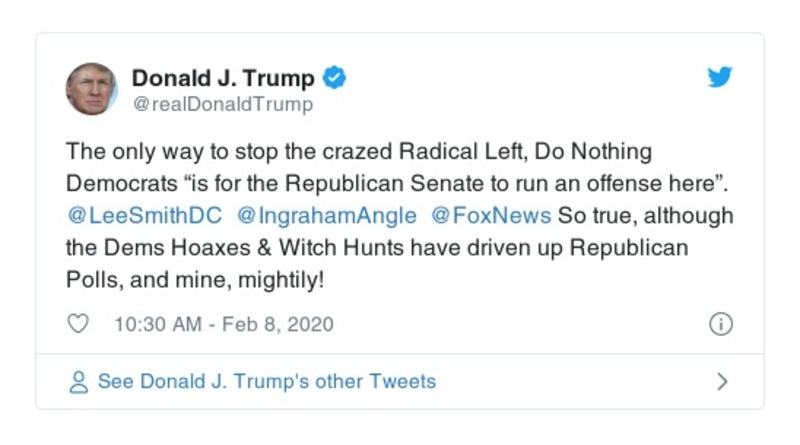 Donald J. Trump
@realDonaldTrump
The only way to stop the crazed Radical Left, Do Nothing
Democrats “is for the Republican Senate to run an offense here”.
@LeeSmithDC @IngrahamAngle @FoxNews So true, although
the Dems Hoaxes & Witch Hunts have driven up Republican
Polls, and mine, mightily!
10:30 AM - Feb 8, 2020
See Donald J. Trump's other Tweets